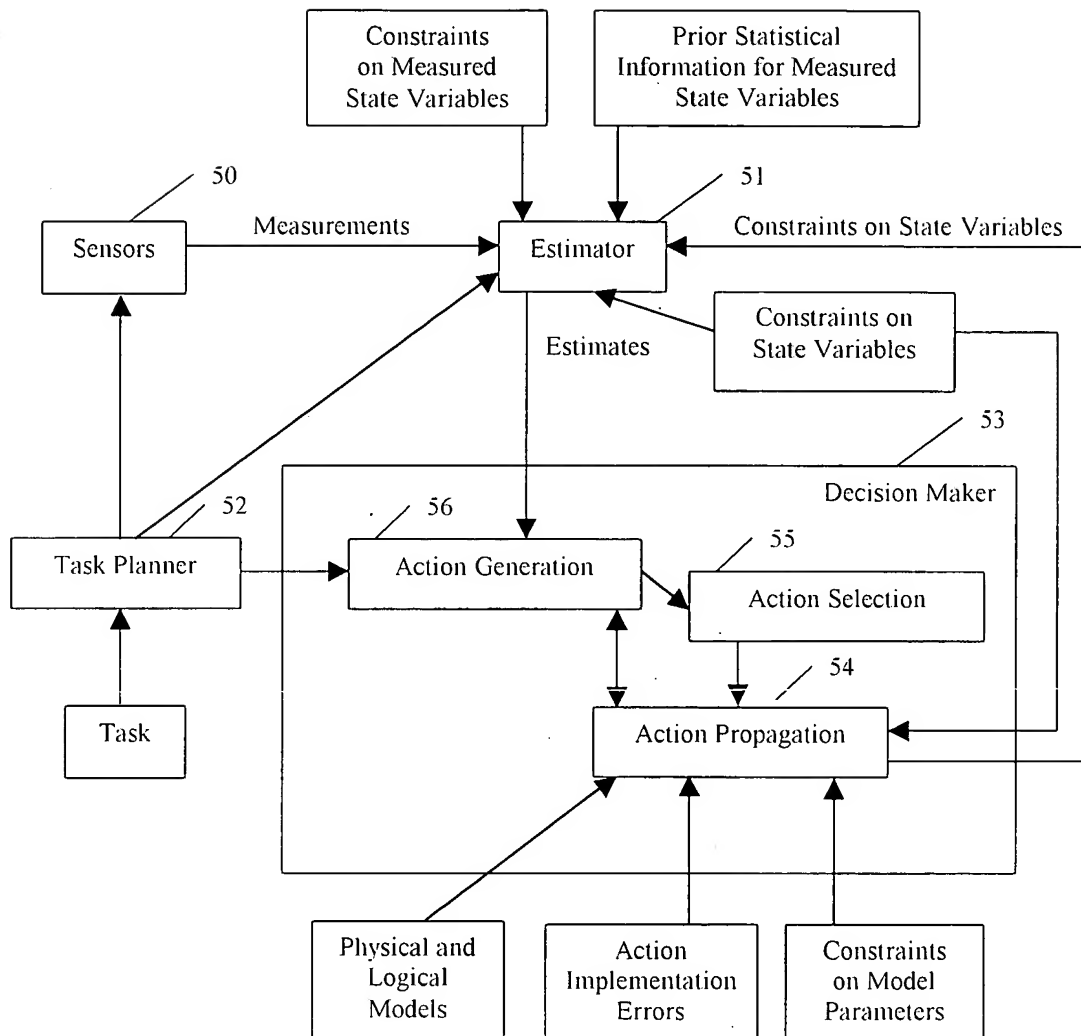 Constraints
on Measured
State Variables
Prior Statistical
Information for Measured
State Variables
50
51
Sensors
Measurements
Estimator
Constraints on State Variables
Estimates
Constraints on
State Variables
53
Decision Maker
52
56
55
Task Planner
Action Generation
Action Selection
54
Task
Action Propagation
Physical and
Logical
Models
Action
Implementation
Errors
Constraints
on Model
Parameters